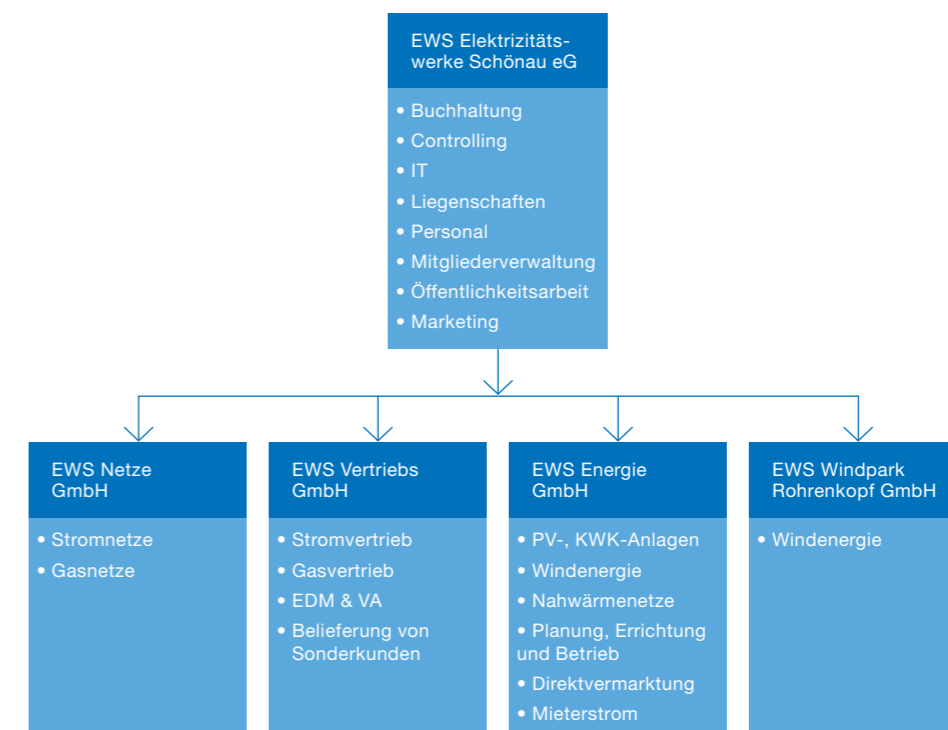 EWS Elektrizitäts-
werke Schönau eG
• Buchhaltung
• Controlling
• IT
• Liegenschaften
• Personal
• Mitgliederverwaltung
• Öffentlichkeitsarbeit
• Marketing
EWS Netze
GmbH
• Stromnetze
• Gasnetze
EWS Vertriebs
GmbH
• Stromvertrieb
• Gasvertrieb
• EDM & VA
• Belieferung von
Sonderkunden
EWS Energie
GmbH
• PV-, KWK-Anlagen
• Windenergie
• Nahwärmenetze
• Planung, Errichtung
und Betrieb
• Direktvermarktung
• Mieterstrom
EWS Windpark
Rohrenkopf GmbH
• Windenergie